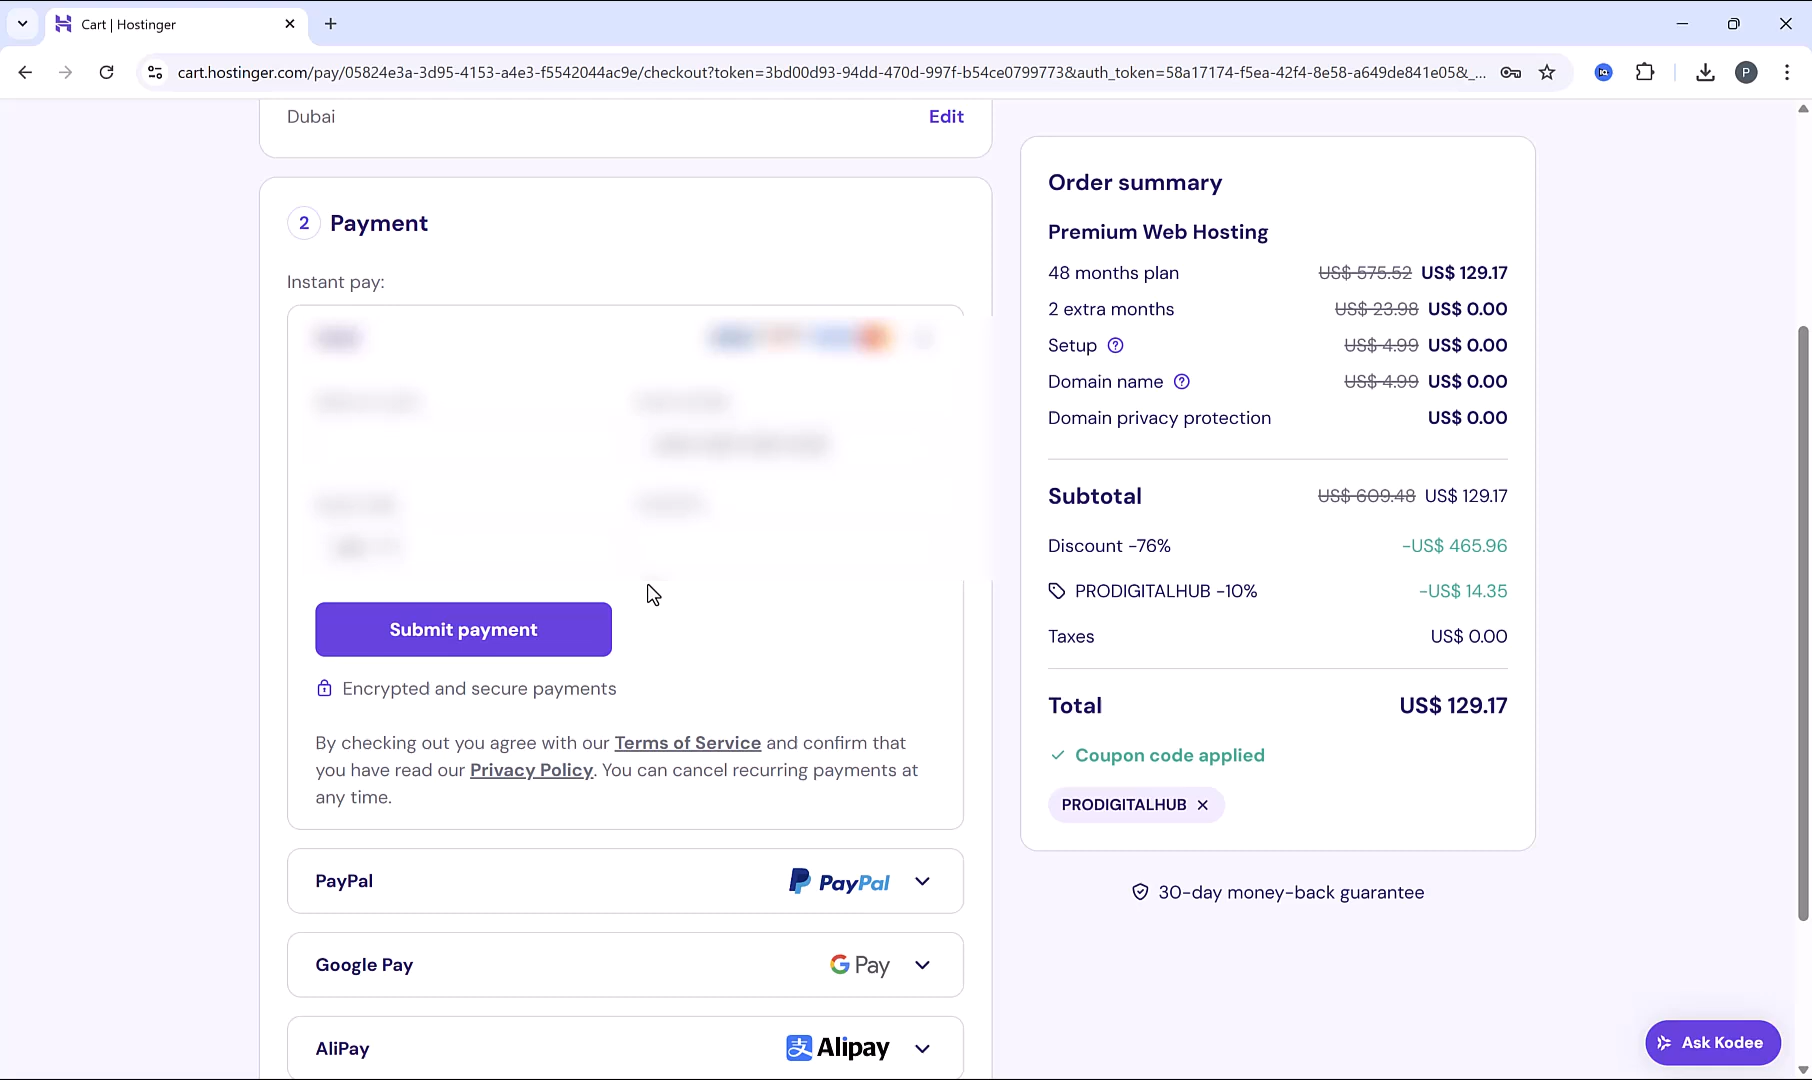 Cart | Hostinger
cart.hostinger.com/pay/05824e3a-3d95-4153-a4e3-f5542044ac9e/checkout?token=3bd00d93-94dd-470d-997f-b54ce0799773&auth_token=58a17174-f5ea-42f4-8e58-a649de841e05&_...
P
Dubai
Edit
2 Payment
Instant pay:
Submit payment
Encrypted and secure payments
By checking out you agree with our Terms of Service and confirm that
you have read our Privacy Policy. You can cancel recurring payments at
any time.
PayPal
PayPal
Google Pay
G Pay
AliPay
支 Alipay
Order summary
Premium Web Hosting
48 months plan US$ 575.52 US$ 129.17
2 extra months US$ 23.98 US$ 0.00
Setup ? US$ 4.99 US$ 0.00
Domain name ? US$ 4.99 US$ 0.00
Domain privacy protection US$ 0.00
Subtotal US$ 609.48 US$ 129.17
Discount -76% -US$ 465.96
PRODIGITALHUB -10% -US$ 14.35
Taxes US$ 0.00
Total US$ 129.17
Coupon code applied
PRODIGITALHUB
30-day money-back guarantee
Ask Kodee